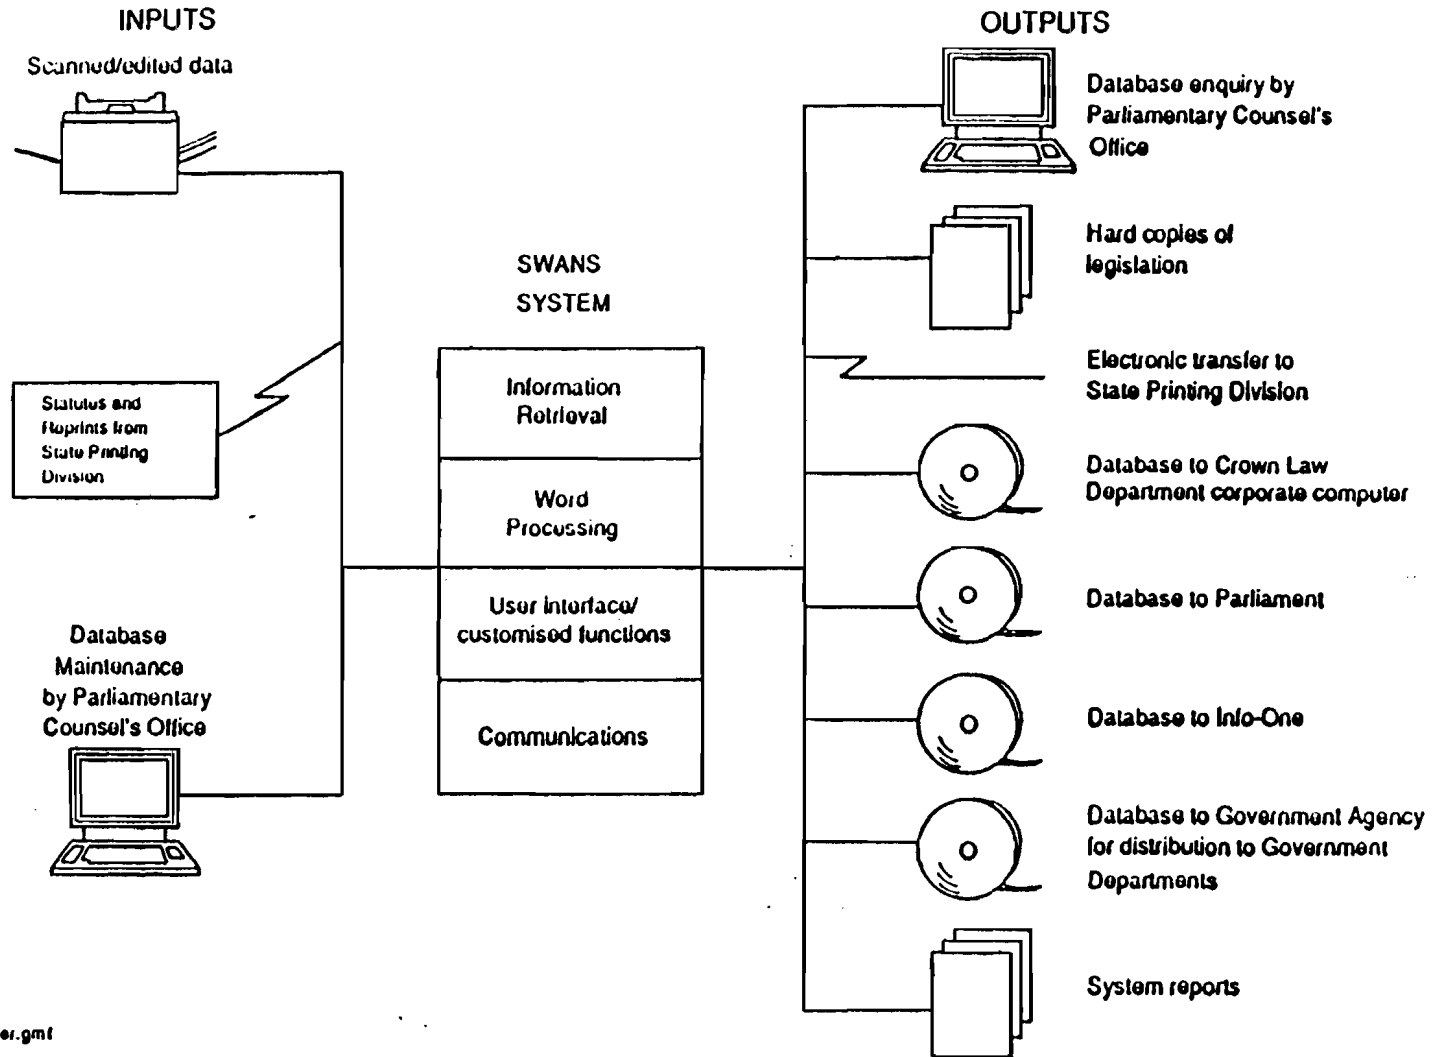 INPUTS
Scanned/edited data
Statutes and
Reprints from
State Printing
Division
Database
Maintenance
by Parliamentary
Counsel's Office
SWANS
SYSTEM
Information
Retrieval
Word
Processing
User interface/
customised functions
Communications
OUTPUTS
Database enquiry by
Parliamentary Counsel's
Office
Hard copies of
legislation
Electronic transfer to
State Printing Division
Database to Crown Law
Department corporate computer
Database to Parliament
Database to Info-One
Database to Government Agency
for distribution to Government
Departments
System reports
er.gmf